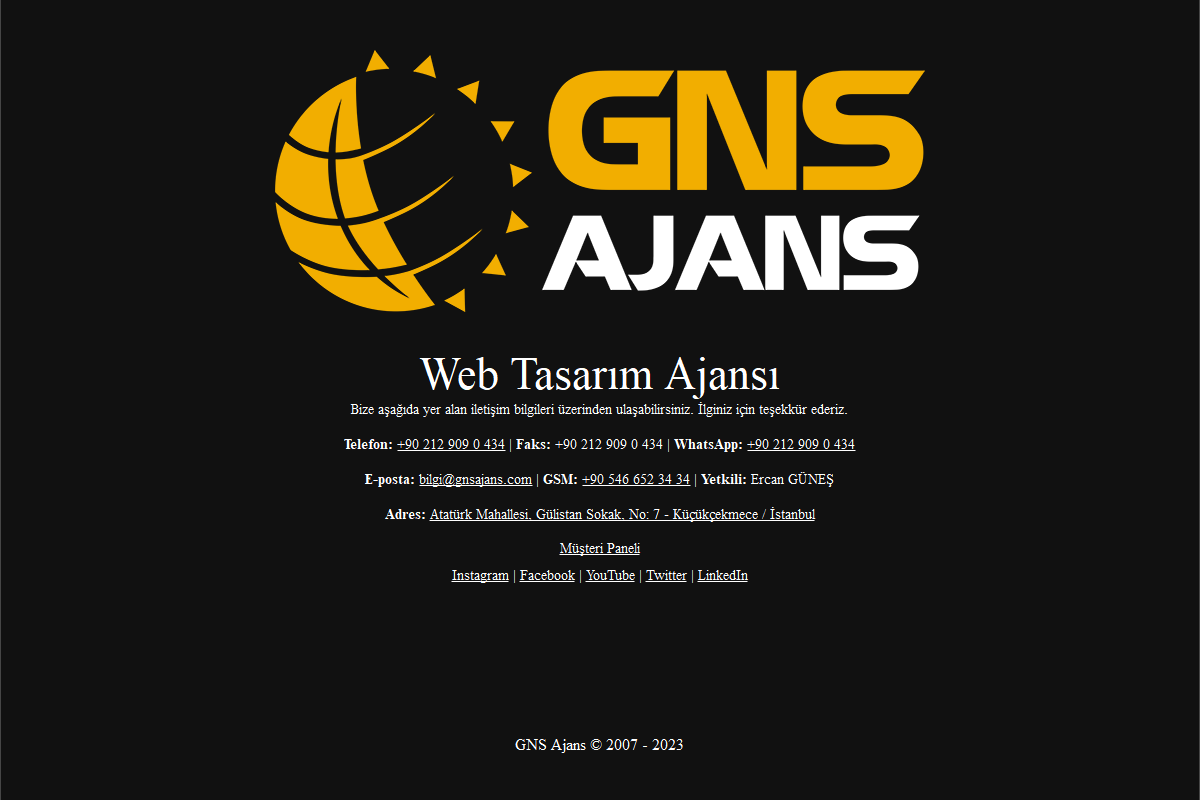 GNS
AJANS
Web Tasarım Ajansı
Bize aşağıda yer alan iletişim bilgileri üzerinden ulaşabilirsiniz. İlginiz için teşekkür ederiz.
Telefon: +90 212 909 0 434 | Faks: +90 212 909 0 434 | WhatsApp: +90 212 909 0 434
E-posta: bilgi@gnsajans.com | GSM: +90 546 652 34 34 | Yetkili: Ercan GÜNEŞ
Adres: Atatürk Mahallesi, Gülistan Sokak, No: 7 - Küçükçekmece / İstanbul
Müşteri Paneli
Instagram | Facebook | YouTube | Twitter | LinkedIn
GNS Ajans © 2007 - 2023